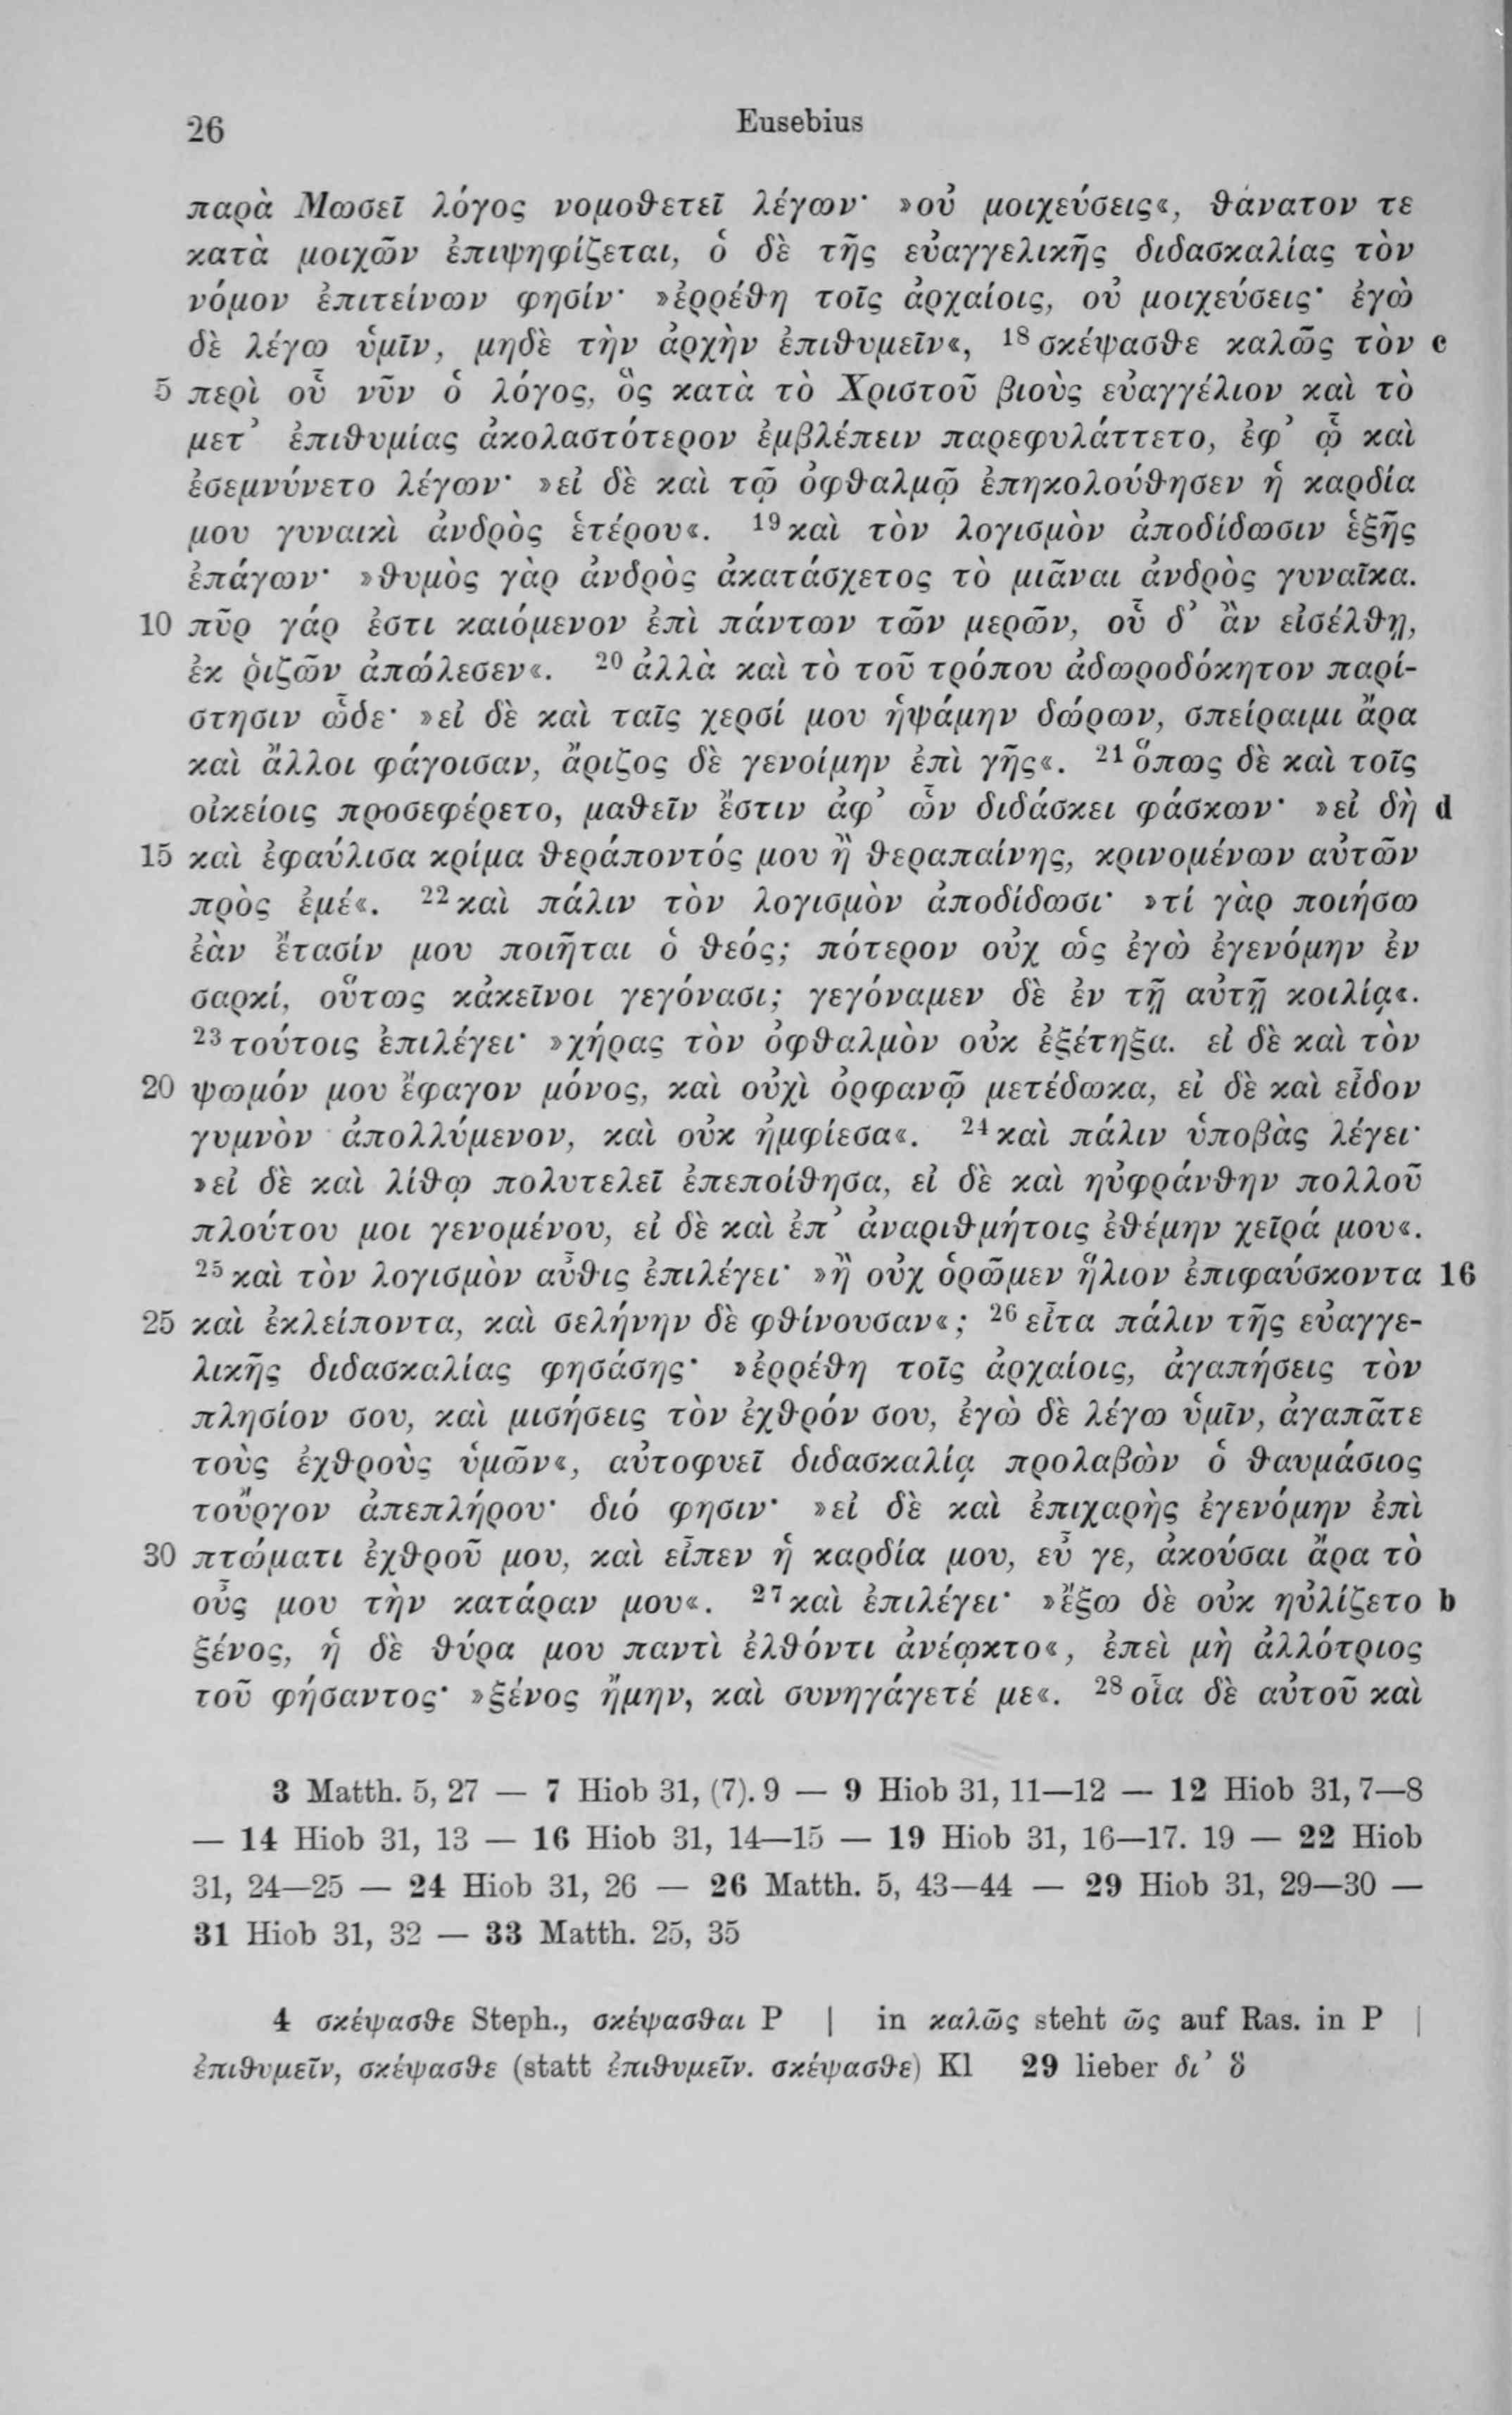 26 Eusebius
παρὰ Μωσεῖ λόγος νομοθετεῖ λέγων· »οὐ μοιχεύσεις«, θάνατον τε
κατὰ μοιχῶν ἐπιψηφίζεται, ὁ δὲ τῆς εὐαγγελικῆς διδασκαλίας τὸν
νόμον ἐπιτείνων φησίν· »ἐρρέθη τοῖς ἀρχαίοις, οὐ μοιχεύσεις· ἐγὼ
δὲ λέγω ὑμῖν, μηδὲ τὴν ἀρχὴν ἐπιθυμεῖν«, ¹⁸ σκέψασθε καλῶς τὸν c
5 περὶ οὗ νῦν ὁ λόγος, ὃς κατὰ τὸ Χριστοῦ βιοὺς εὐαγγέλιον καὶ τὸ
μετ’ ἐπιθυμίας ἀκολαστότερον ἐμβλέπειν παρεφυλάττετο, ἐφ’ ᾧ καὶ
ἐσεμνύνετο λέγων· »εἰ δὲ καὶ τῷ ὀφθαλμῷ ἐπηκολούθησεν ἡ καρδία
μου γυναικὶ ἀνδρὸς ἑτέρου«. ¹⁹ καὶ τὸν λογισμὸν ἀποδίδωσιν ἑξῆς
ἐπάγων· »θυμὸς γὰρ ἀνδρὸς ἀκατάσχετος τὸ μιᾶναι ἀνδρὸς γυναῖκα.
10 πῦρ γάρ ἐστι καιόμενον ἐπὶ πάντων τῶν μερῶν, οὗ δ’ ἂν εἰσέλθῃ,
ἐκ ῥιζῶν ἀπώλεσεν«. ²⁰ ἀλλὰ καὶ τὸ τοῦ τρόπου ἀδωροδόκητον παρί-
στησιν ὧδε· »εἰ δὲ καὶ ταῖς χερσί μου ἡψάμην δώρων, σπείραιμι ἄρα
καὶ ἄλλοι φάγοισαν, ἄριζος δὲ γενοίμην ἐπὶ γῆς«. ²¹ ὅπως δὲ καὶ τοῖς
οἰκείοις προσεφέρετο, μαθεῖν ἔστιν ἀφ’ ὧν διδάσκει φάσκων· »εἰ δὴ d
15 καὶ ἐφαύλισα κρίμα θεράποντός μου ἢ θεραπαίνης, κρινομένων αὐτῶν
πρὸς ἐμέ«. ²² καὶ πάλιν τὸν λογισμὸν ἀποδίδωσι· »τί γὰρ ποιήσω
ἐὰν ἔτασίν μου ποιῆται ὁ θεός; πότερον οὐχ ὡς ἐγὼ ἐγενόμην ἐν
σαρκί, οὕτως κἀκεῖνοι γεγόνασι; γεγόναμεν δὲ ἐν τῇ αὐτῇ κοιλίᾳ«.
²³ τούτοις ἐπιλέγει· »χήρας τὸν ὀφθαλμὸν οὐκ ἐξέτηξα. εἰ δὲ καὶ τὸν
20 ψωμόν μου ἔφαγον μόνος, καὶ οὐχὶ ὀρφανῷ μετέδωκα, εἰ δὲ καὶ εἶδον
γυμνὸν ἀπολλύμενον, καὶ οὐκ ἠμφίεσα«. ²⁴ καὶ πάλιν ὑποβὰς λέγει·
»εἰ δὲ καὶ λίθῳ πολυτελεῖ ἐπεποίθησα, εἰ δὲ καὶ ηὐφράνθην πολλοῦ
πλούτου μοι γενομένου, εἰ δὲ καὶ ἐπ’ ἀναριθμήτοις ἐθέμην χεῖρά μου«.
²⁵ καὶ τὸν λογισμὸν αὖθις ἐπιλέγει· »ἢ οὐχ ὁρῶμεν ἥλιον ἐπιφαύσκοντα 16
25 καὶ ἐκλείποντα, καὶ σελήνην δὲ φθίνουσαν«; ²⁶ εἶτα πάλιν τῆς εὐαγγε-
λικῆς διδασκαλίας φησάσης· »ἐρρέθη τοῖς ἀρχαίοις, ἀγαπήσεις τὸν
πλησίον σου, καὶ μισήσεις τὸν ἐχθρόν σου, ἐγὼ δὲ λέγω ὑμῖν, ἀγαπᾶτε
τοὺς ἐχθροὺς ὑμῶν«, αὐτοφυεῖ διδασκαλίᾳ προλαβὼν ὁ θαυμάσιος
τοὔργον ἀπεπλήρου· διό φησιν· »εἰ δὲ καὶ ἐπιχαρὴς ἐγενόμην ἐπὶ
30 πτώματι ἐχθροῦ μου, καὶ εἶπεν ἡ καρδία μου, εὖ γε, ἀκούσαι ἄρα τὸ
οὖς μου τὴν κατάραν μου«. ²⁷ καὶ ἐπιλέγει· »ἔξω δὲ οὐκ ηὐλίζετο b
ξένος, ἡ δὲ θύρα μου παντὶ ἐλθόντι ἀνέῳκτο«, ἐπεὶ μὴ ἀλλότριος
τοῦ φήσαντος· »ξένος ἤμην, καὶ συνηγάγετέ με«. ²⁸ οἷα δὲ αὐτοῦ καὶ
3 Matth. 5, 27 — 7 Hiob 31, (7). 9 — 9 Hiob 31, 11—12 — 12 Hiob 31, 7—8
— 14 Hiob 31, 13 — 16 Hiob 31, 14—15 — 19 Hiob 31, 16—17. 19 — 22 Hiob
31, 24—25 — 24 Hiob 31, 26 — 26 Matth. 5, 43—44 — 29 Hiob 31, 29—30 —
31 Hiob 31, 32 — 33 Matth. 25, 35
4 σκέψασθε Steph., σκέψασθαι P | in καλῶς steht ῶς auf Ras. in P |
ἐπιθυμεῖν, σκέψασθε (statt ἐπιθυμεῖν. σκέψασθε) Kl 29 lieber δι’ ὃ